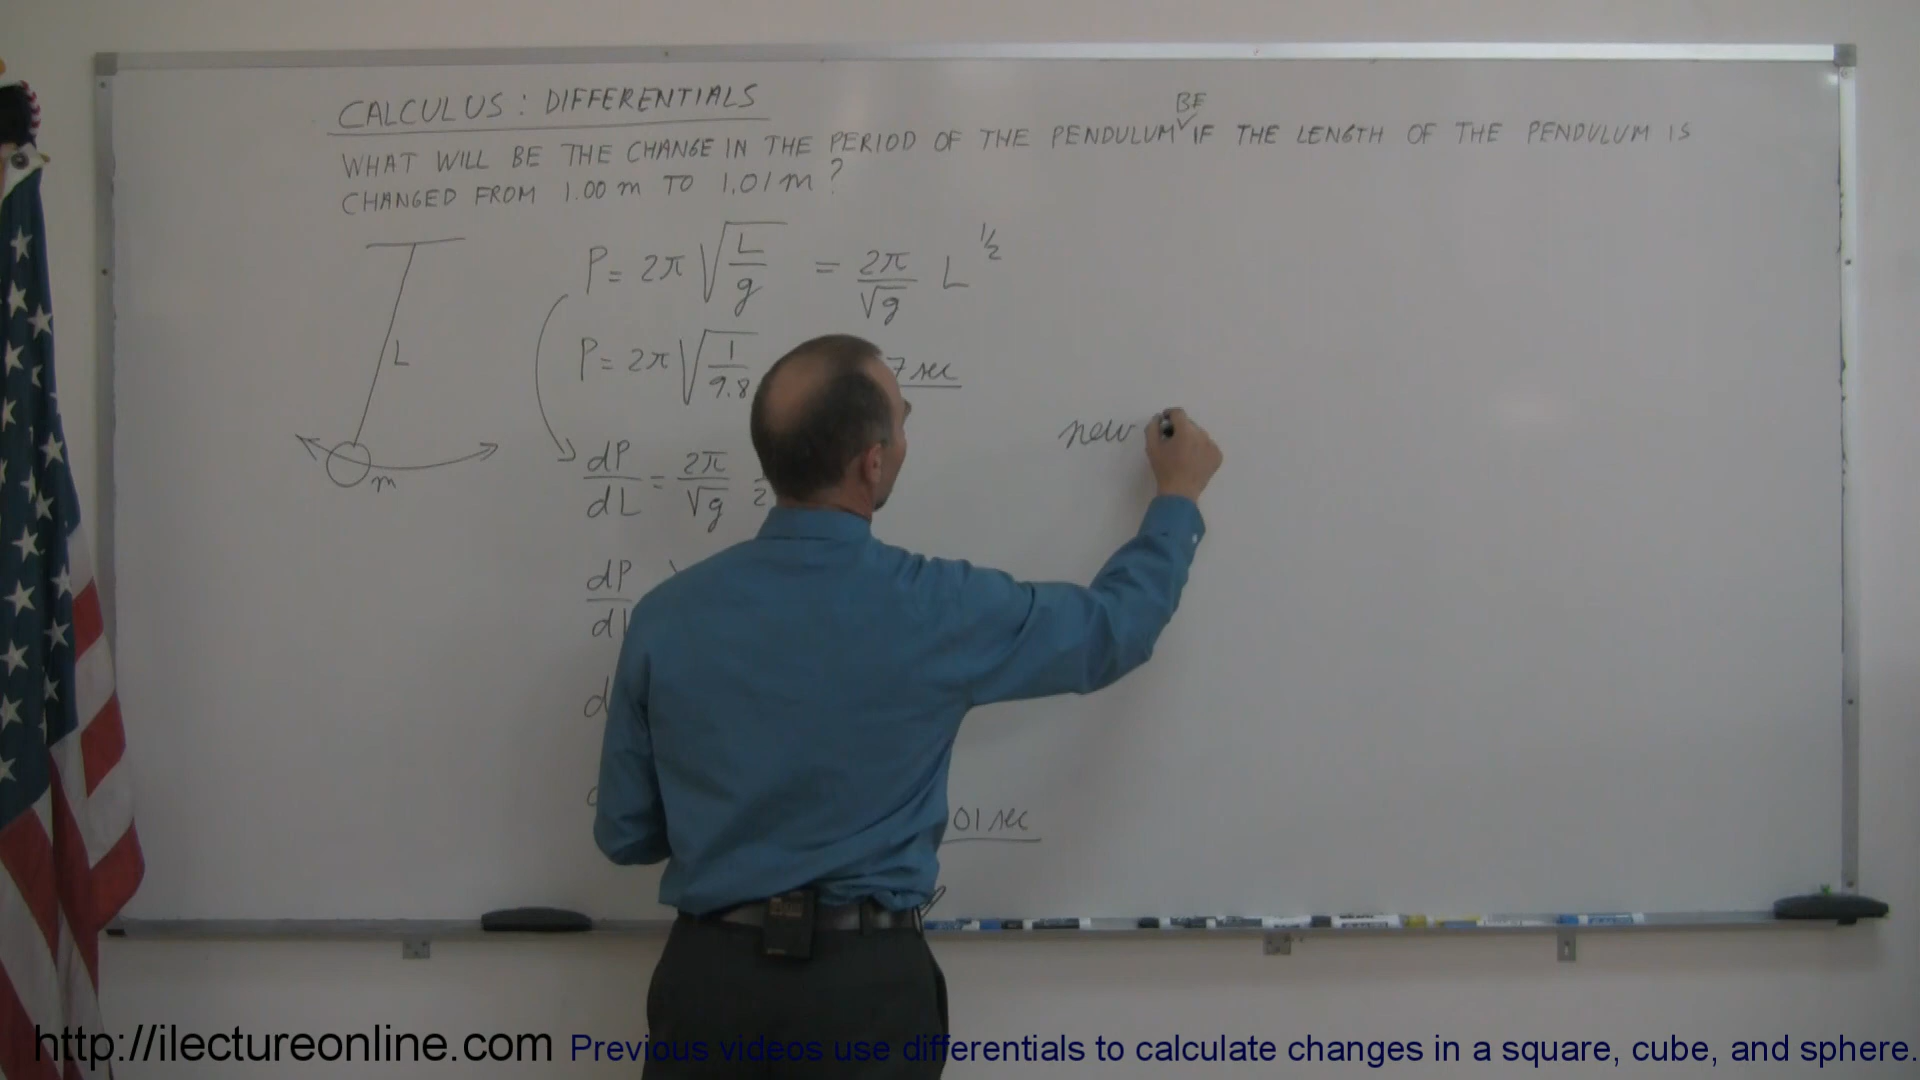 CALCULUS: DIFFERENTIALS
BE
WHAT WILL BE THE CHANGE IN THE PERIOD OF THE PENDULUM IF THE LENGTH OF THE PENDULUM IS
CHANGED FROM 1.00 m TO 1.01 m ?
P = 2π √(L/g) = 2π/√g L^1/2
P = 2π √(1/9.8) 7 sec
L
dP/dL = 2π/√g
m
new
dP
01 sec
http://ilectureonline.com Previous videos use differentials to calculate changes in a square, cube, and sphere.